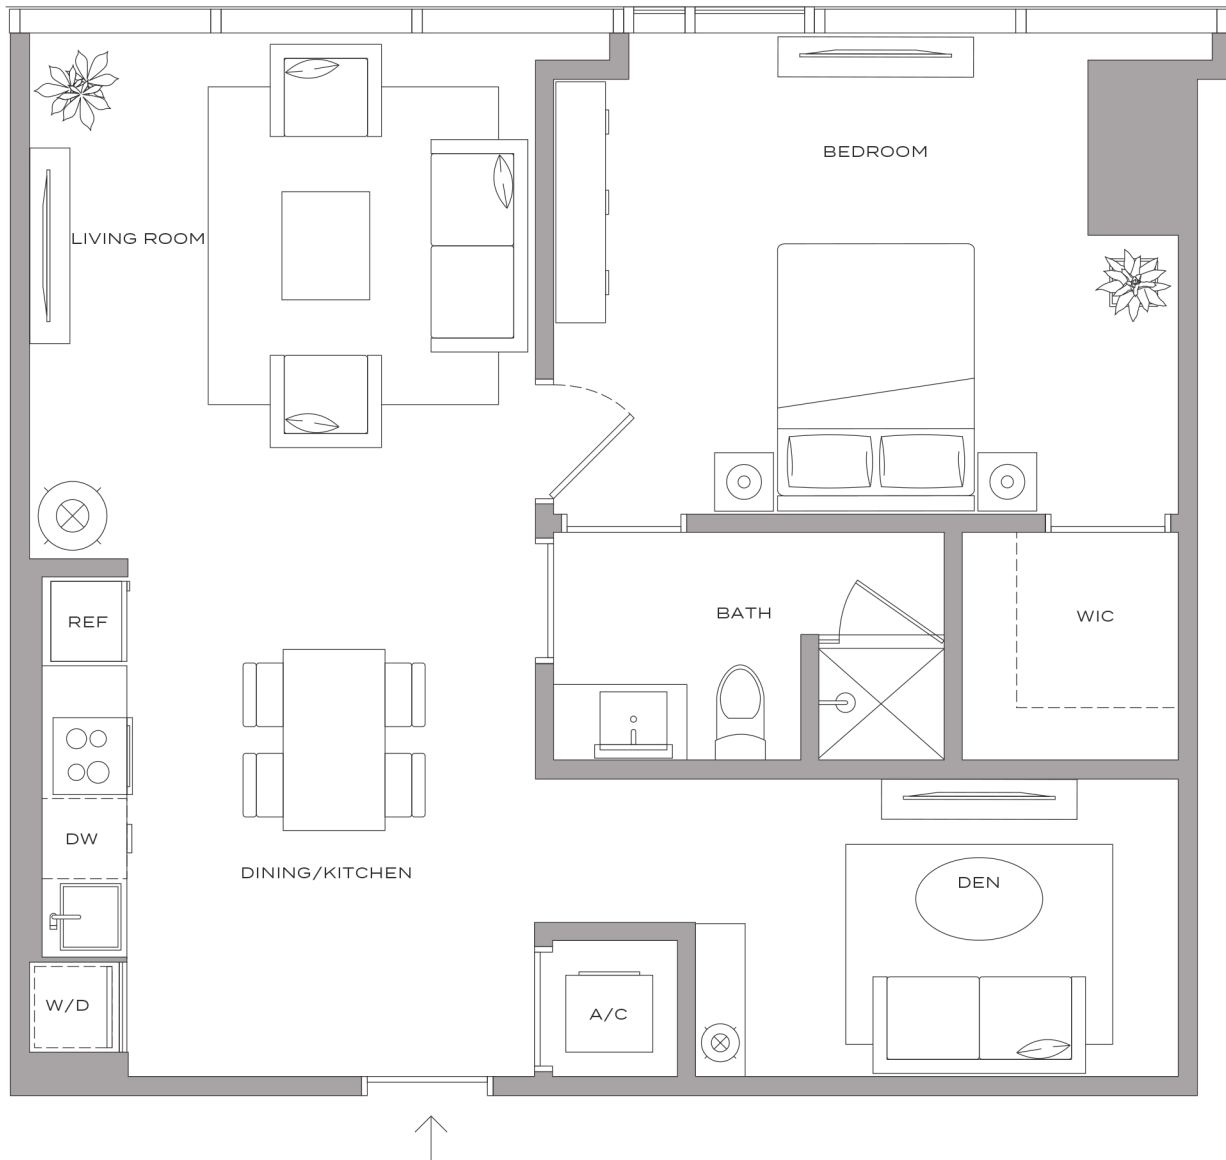 BEDROOM
LIVING ROOM
REF
BATH
WIC
DW
DINING/KITCHEN
DEN
W/D
A/C